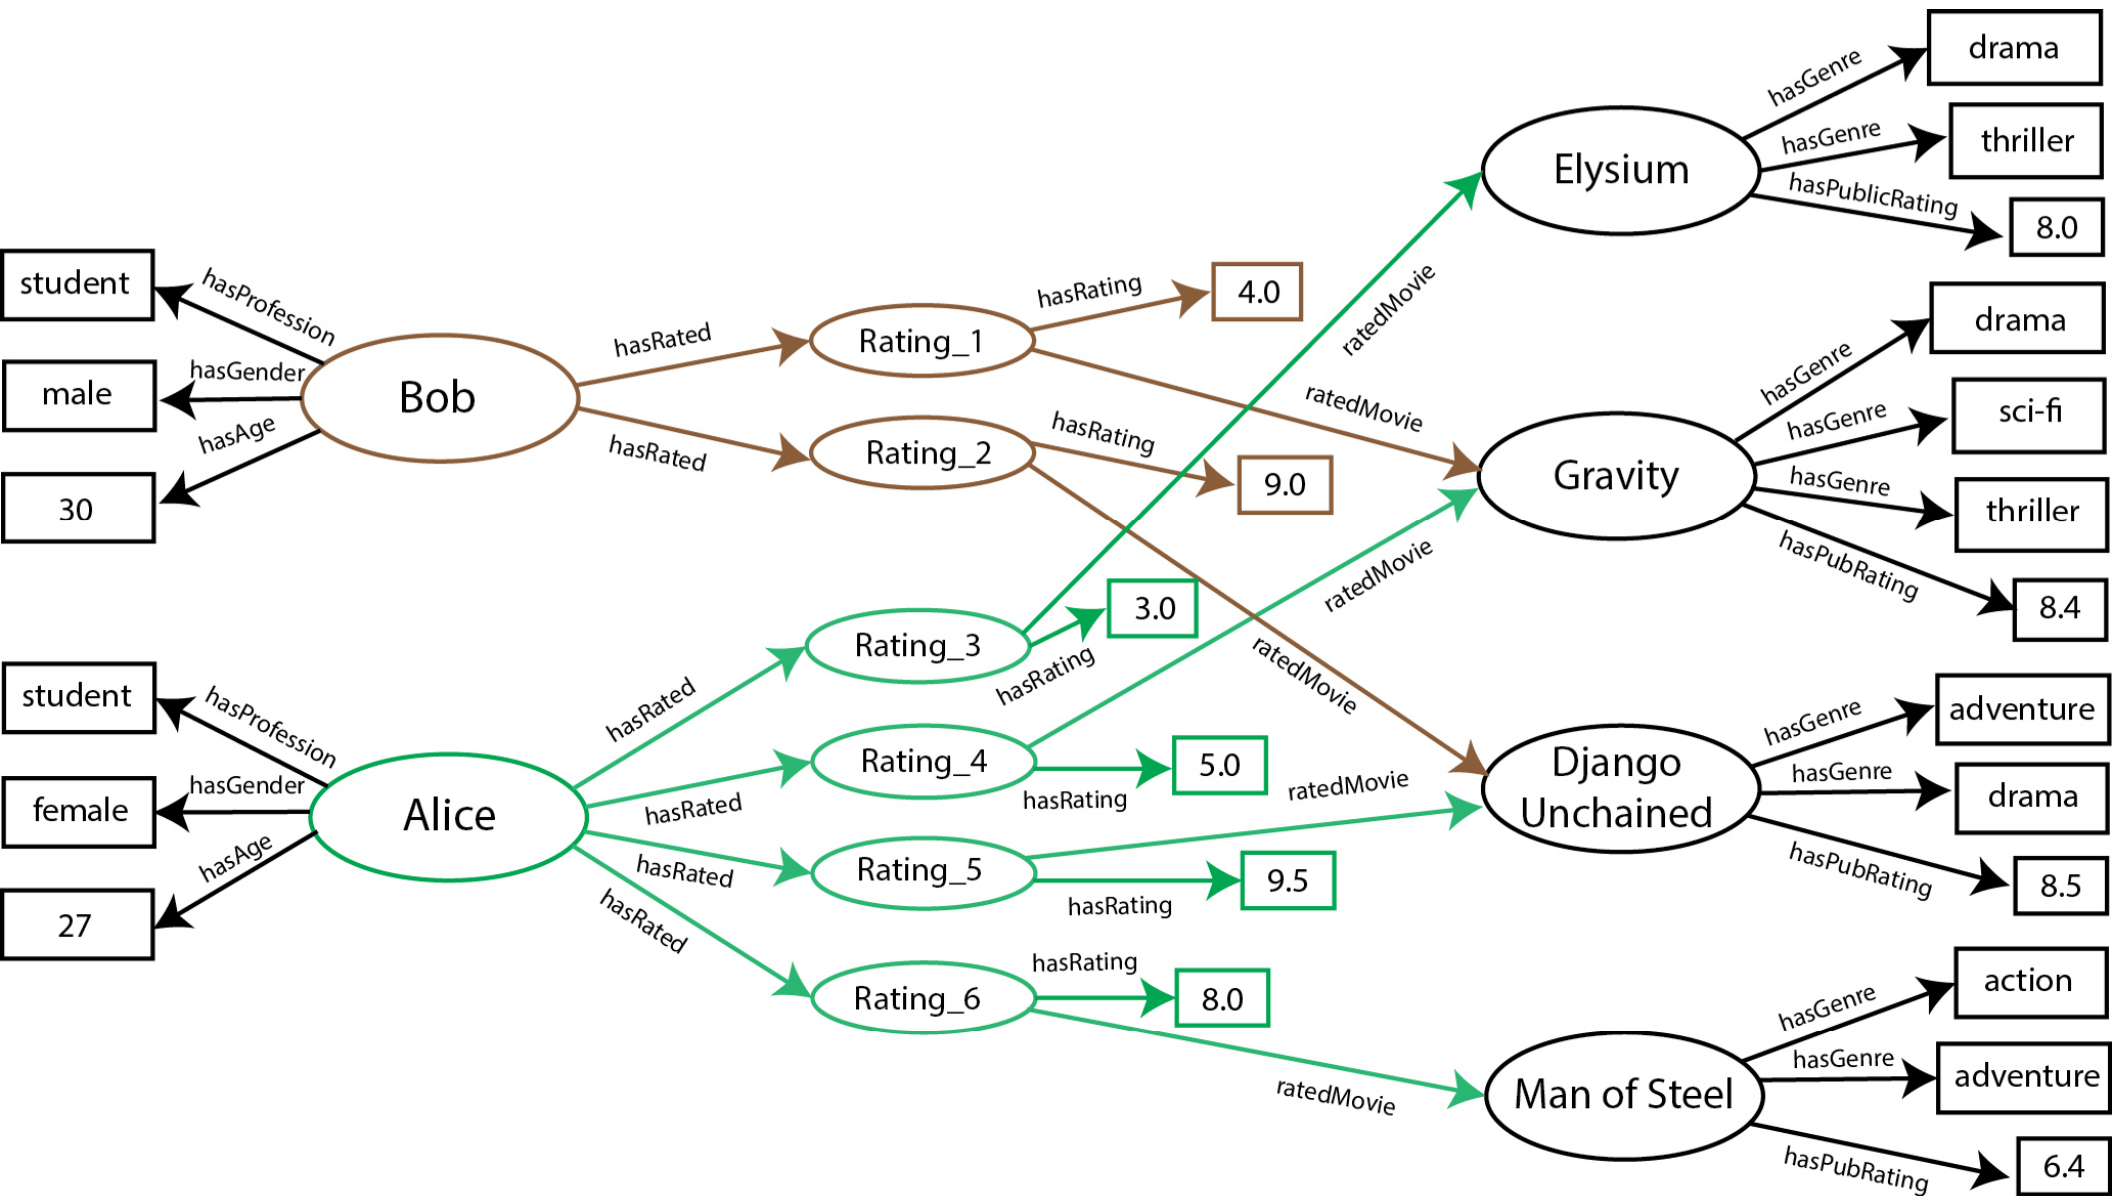 student
male
30
hasProfession
hasGender
hasAge
Bob
hasRated
hasRated
Rating_1
Rating_2
hasRating
4.0
ratedMovie
hasRating
9.0
ratedMovie
student
female
27
hasProfession
hasGender
hasAge
Alice
hasRated
hasRated
hasRated
hasRated
Rating_3
Rating_4
Rating_5
Rating_6
ratedMovie
3.0
hasRating
ratedMovie
5.0
hasRating
ratedMovie
9.5
hasRating
hasRating
8.0
ratedMovie
Elysium
hasGenre
drama
hasGenre
thriller
hasPublicRating
8.0
Gravity
hasGenre
drama
hasGenre
sci-fi
hasGenre
thriller
hasPubRating
8.4
Django
Unchained
hasGenre
adventure
hasGenre
drama
hasPubRating
8.5
Man of Steel
hasGenre
action
hasGenre
adventure
hasPubRating
6.4